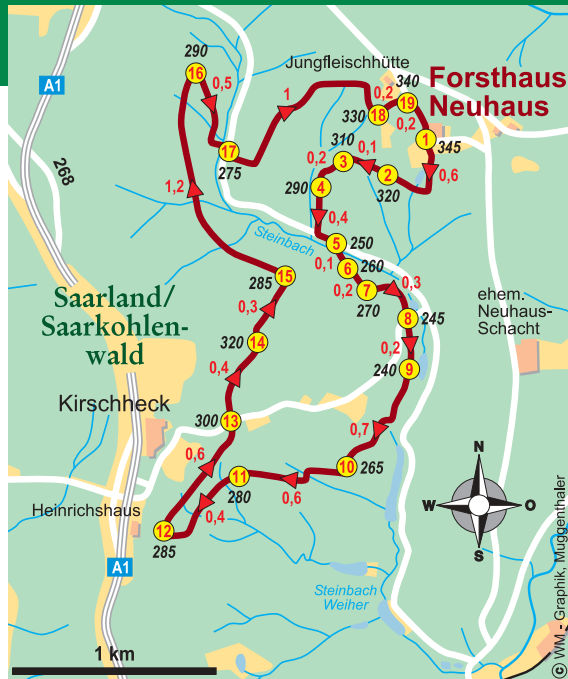 290
16
Jungfleischhütte
340
Forsthaus
Neuhaus
A1
0,5
1
0,2
19
330
18
0,2
1
345
310
0,1
17
275
0,2
3
2
320
0,6
268
290
4
1,2
0,4
Steinbach
5
250
0,1
6
260
285
15
0,2
7
270
0,3
Saarland/
Saarkohlen-
wald
0,3
8
245
ehem.
Neuhaus-
Schacht
320
14
0,2
240
9
0,4
Kirschheck
300
13
0,7
0,6
11
280
10
265
0,6
N
W
O
S
Heinrichshaus
0,4
12
285
A1
Steinbach
Weiher
1 km
© WM - Graphik, Muggenthaler